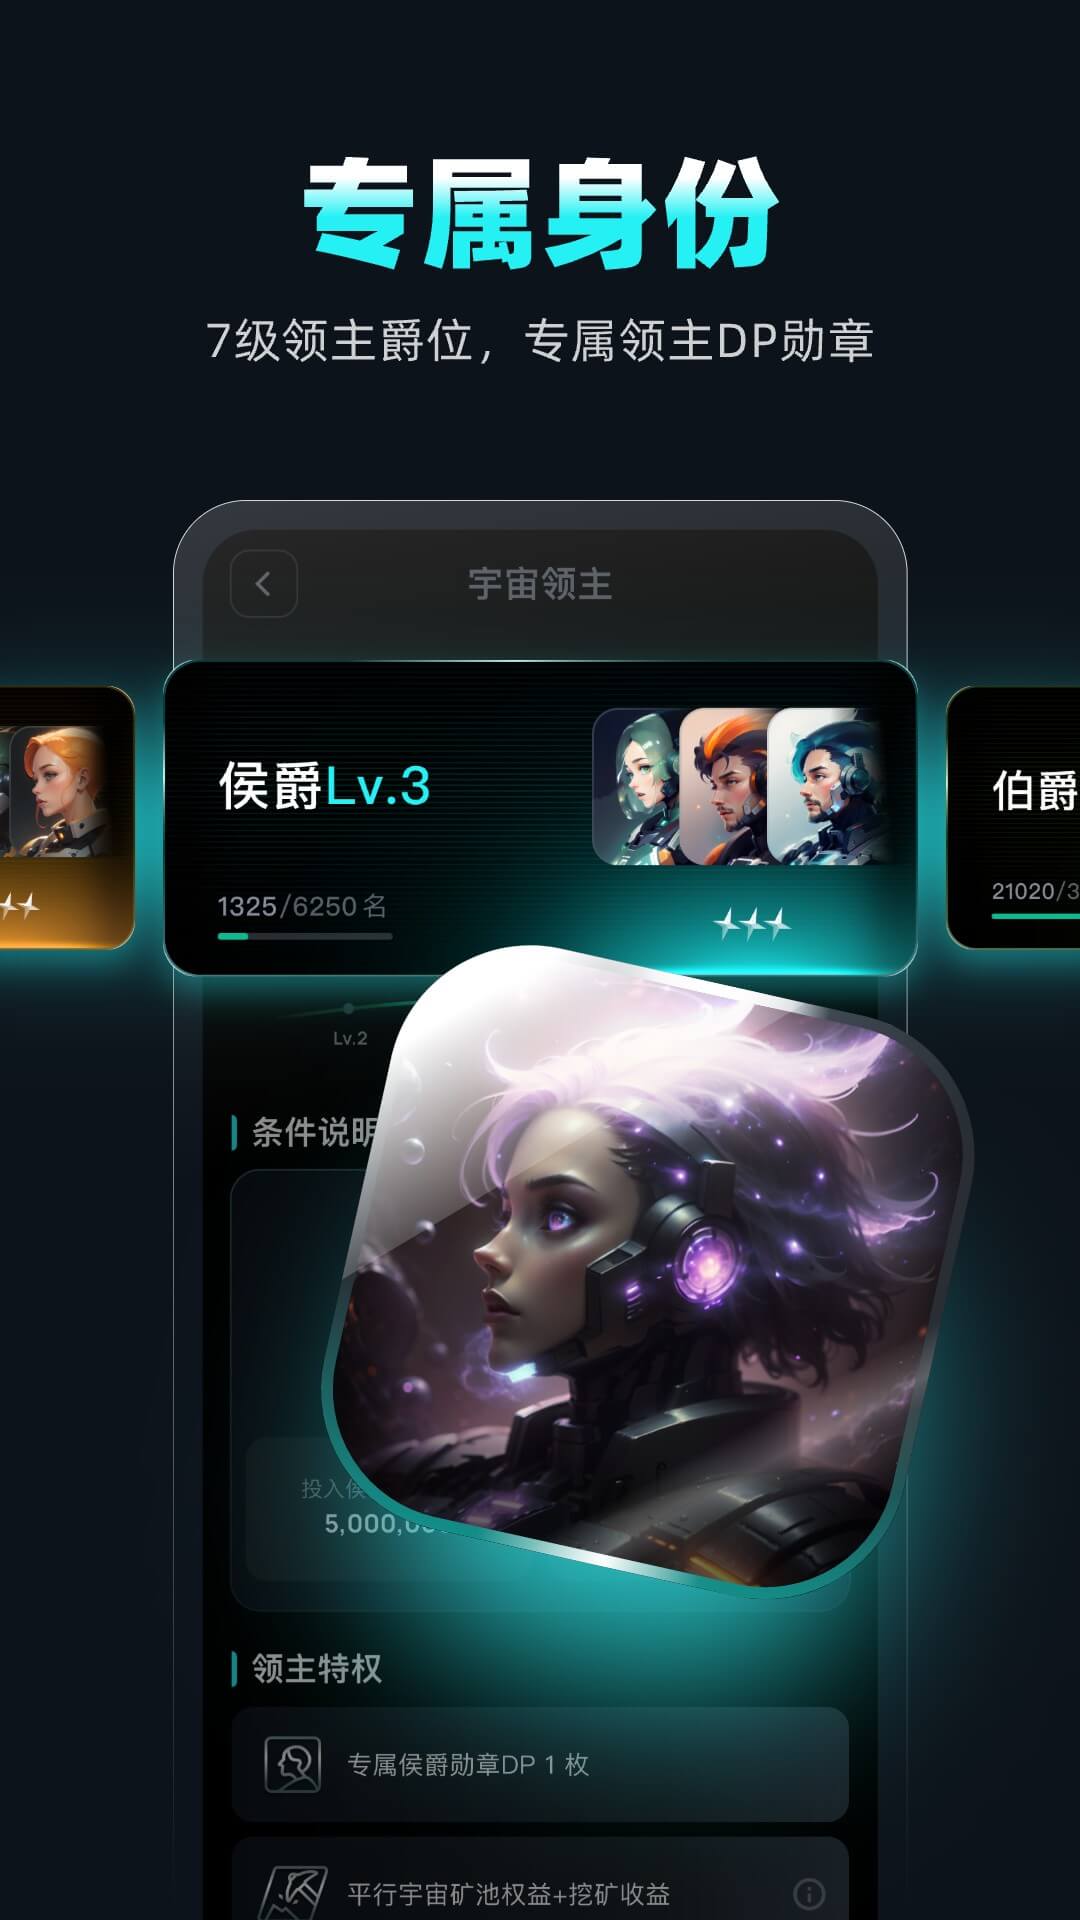 专属身份
7级领主爵位，专属领主DP勋章
宇宙领主
侯爵Lv.3
1325/6250 名
伯爵
21020/3
Lv.2
条件说明
投入侯
5,000,0
领主特权
专属侯爵勋章DP 1 枚
平行宇宙矿池权益+挖矿收益